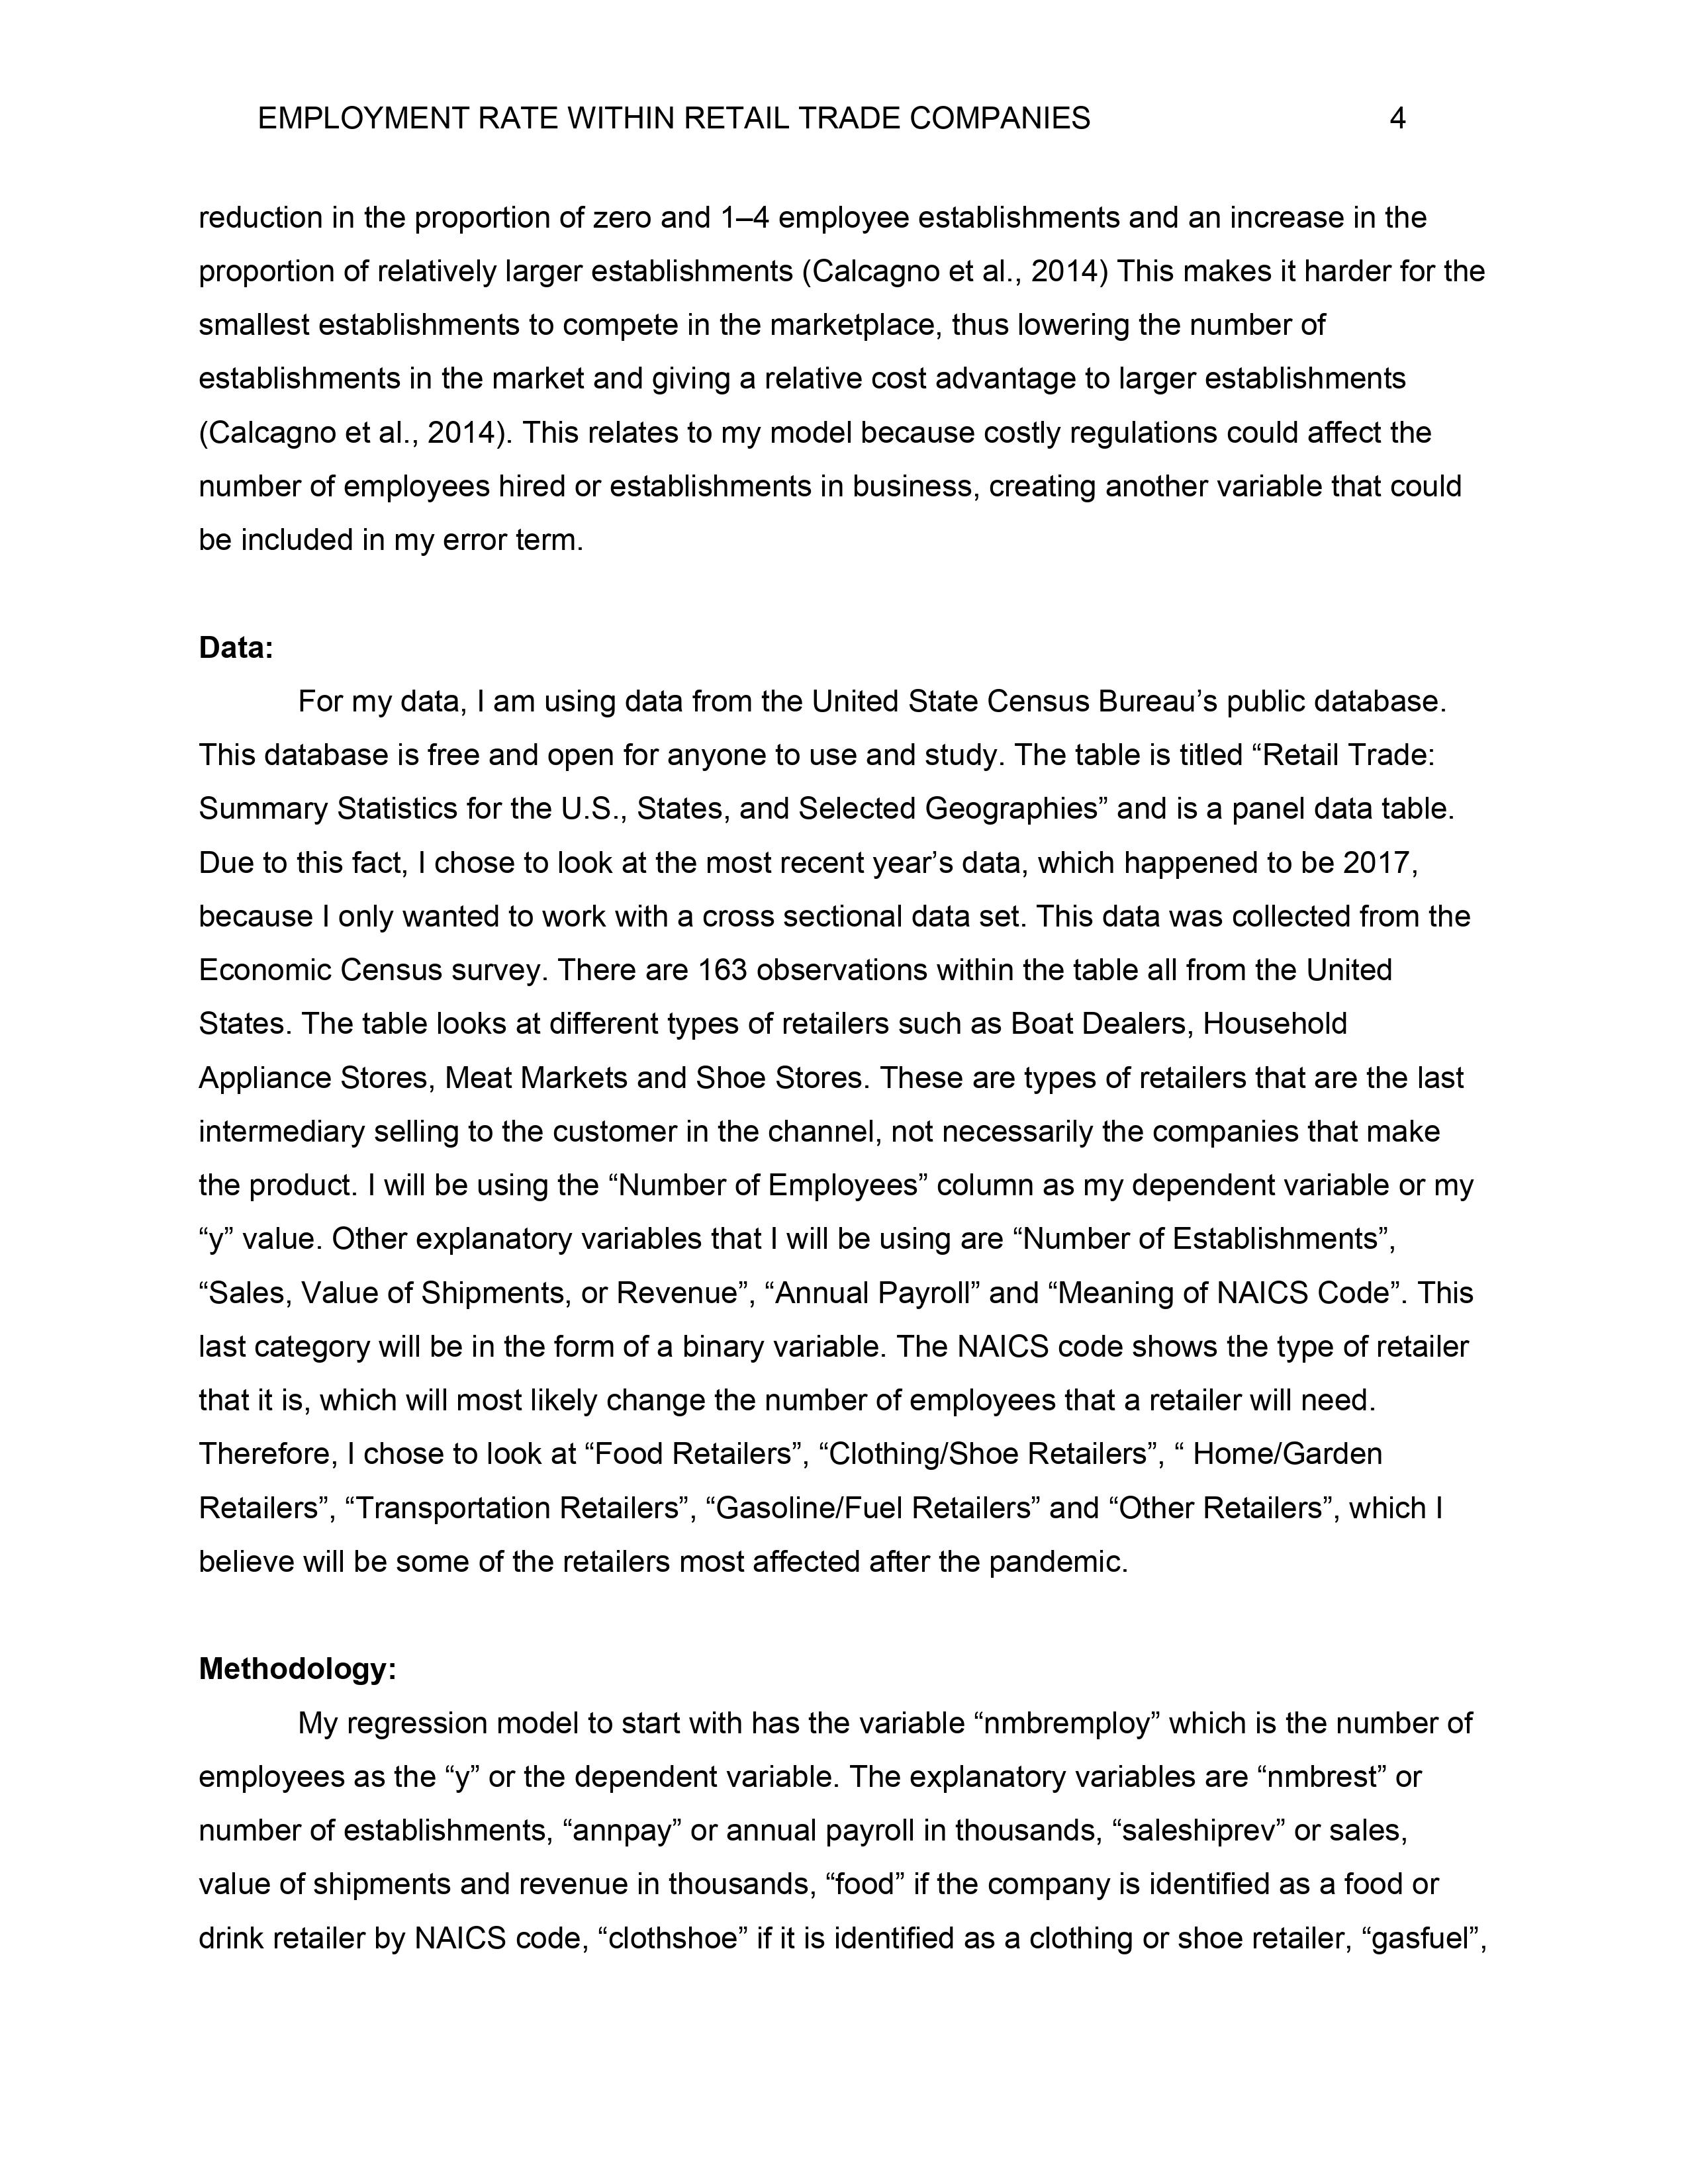 EMPLOYMENT RATE WITHIN RETAIL TRADE COMPANIES 4
reduction in the proportion of zero and 1–4 employee establishments and an increase in the
proportion of relatively larger establishments (Calcagno et al., 2014) This makes it harder for the
smallest establishments to compete in the marketplace, thus lowering the number of
establishments in the market and giving a relative cost advantage to larger establishments
(Calcagno et al., 2014). This relates to my model because costly regulations could affect the
number of employees hired or establishments in business, creating another variable that could
be included in my error term.
Data:
For my data, I am using data from the United State Census Bureau’s public database.
This database is free and open for anyone to use and study. The table is titled “Retail Trade:
Summary Statistics for the U.S., States, and Selected Geographies” and is a panel data table.
Due to this fact, I chose to look at the most recent year’s data, which happened to be 2017,
because I only wanted to work with a cross sectional data set. This data was collected from the
Economic Census survey. There are 163 observations within the table all from the United
States. The table looks at different types of retailers such as Boat Dealers, Household
Appliance Stores, Meat Markets and Shoe Stores. These are types of retailers that are the last
intermediary selling to the customer in the channel, not necessarily the companies that make
the product. I will be using the “Number of Employees” column as my dependent variable or my
“y” value. Other explanatory variables that I will be using are “Number of Establishments”,
“Sales, Value of Shipments, or Revenue”, “Annual Payroll” and “Meaning of NAICS Code”. This
last category will be in the form of a binary variable. The NAICS code shows the type of retailer
that it is, which will most likely change the number of employees that a retailer will need.
Therefore, I chose to look at “Food Retailers”, “Clothing/Shoe Retailers”, “ Home/Garden
Retailers”, “Transportation Retailers”, “Gasoline/Fuel Retailers” and “Other Retailers”, which I
believe will be some of the retailers most affected after the pandemic.
Methodology:
My regression model to start with has the variable “nmbremploy” which is the number of
employees as the “y” or the dependent variable. The explanatory variables are “nmbrest” or
number of establishments, “annpay” or annual payroll in thousands, “saleshiprev” or sales,
value of shipments and revenue in thousands, “food” if the company is identified as a food or
drink retailer by NAICS code, “clothshoe” if it is identified as a clothing or shoe retailer, “gasfuel”,